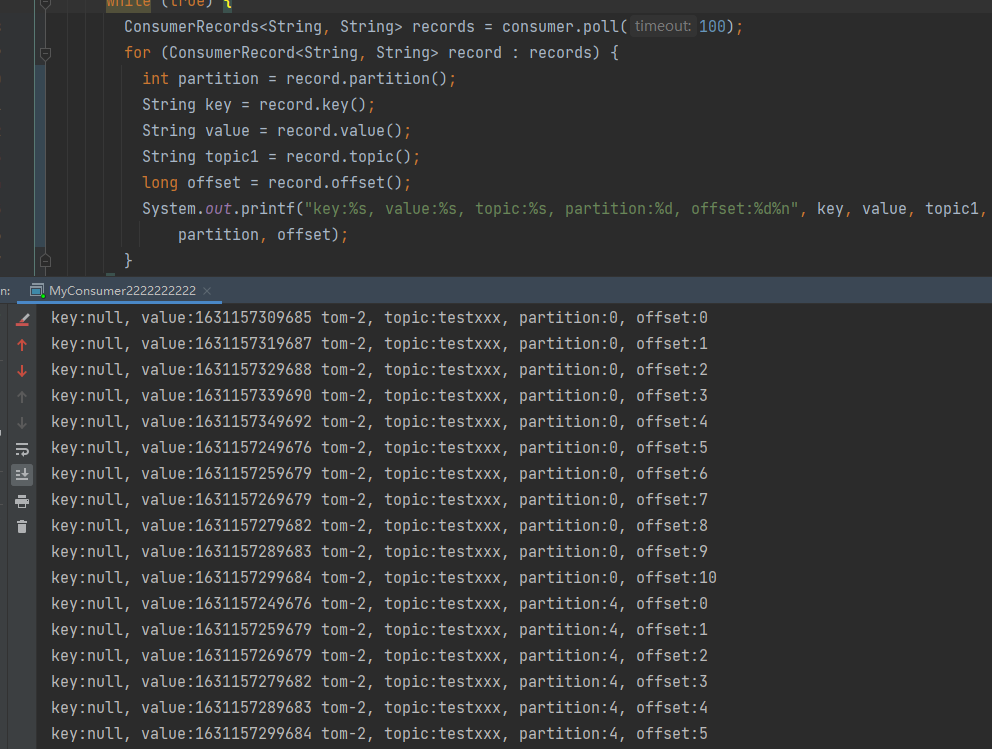 while (true) {
ConsumerRecords<String, String> records = consumer.poll( timeout: 100);
for (ConsumerRecord<String, String> record : records) {
int partition = record.partition();
String key = record.key();
String value = record.value();
String topic1 = record.topic();
long offset = record.offset();
System.out.printf("key:%s, value:%s, topic:%s, partition:%d, offset:%d%n", key, value, topic1,
partition, offset);
}
n: MyConsumer2222222222 ×
key:null, value:1631157309685 tom-2, topic:testxxx, partition:0, offset:0
key:null, value:1631157319687 tom-2, topic:testxxx, partition:0, offset:1
key:null, value:1631157329688 tom-2, topic:testxxx, partition:0, offset:2
key:null, value:1631157339690 tom-2, topic:testxxx, partition:0, offset:3
key:null, value:1631157349692 tom-2, topic:testxxx, partition:0, offset:4
key:null, value:1631157249676 tom-2, topic:testxxx, partition:0, offset:5
key:null, value:1631157259679 tom-2, topic:testxxx, partition:0, offset:6
key:null, value:1631157269679 tom-2, topic:testxxx, partition:0, offset:7
key:null, value:1631157279682 tom-2, topic:testxxx, partition:0, offset:8
key:null, value:1631157289683 tom-2, topic:testxxx, partition:0, offset:9
key:null, value:1631157299684 tom-2, topic:testxxx, partition:0, offset:10
key:null, value:1631157249676 tom-2, topic:testxxx, partition:4, offset:0
key:null, value:1631157259679 tom-2, topic:testxxx, partition:4, offset:1
key:null, value:1631157269679 tom-2, topic:testxxx, partition:4, offset:2
key:null, value:1631157279682 tom-2, topic:testxxx, partition:4, offset:3
key:null, value:1631157289683 tom-2, topic:testxxx, partition:4, offset:4
key:null, value:1631157299684 tom-2, topic:testxxx, partition:4, offset:5